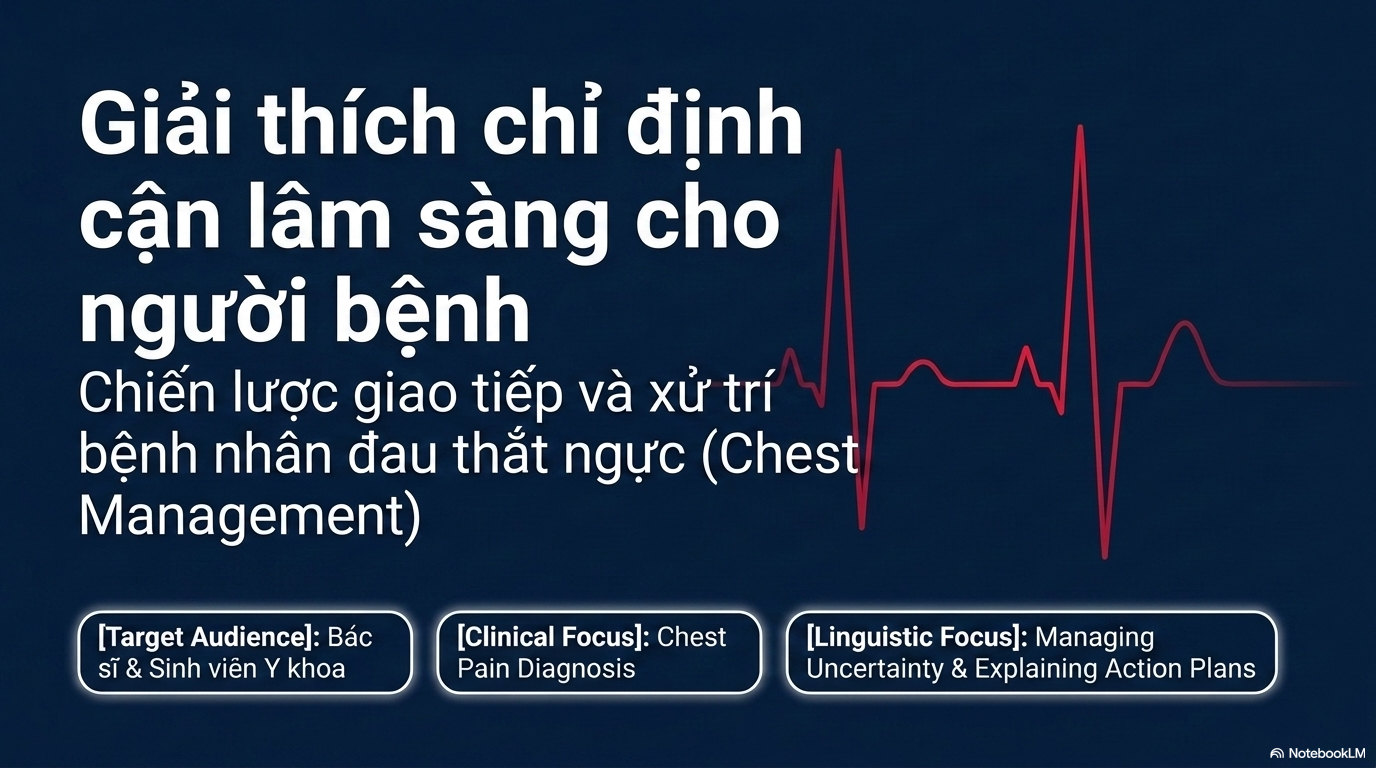 Giải thích chỉ định
cận lâm sàng cho
người bệnh
Chiến lược giao tiếp và xử trí
bệnh nhân đau thắt ngực (Chest
Management)
[Target Audience]: Bác
sĩ & Sinh viên Y khoa
[Clinical Focus]: Chest
Pain Diagnosis
[Linguistic Focus]: Managing
Uncertainty & Explaining Action Plans
NotebookLM